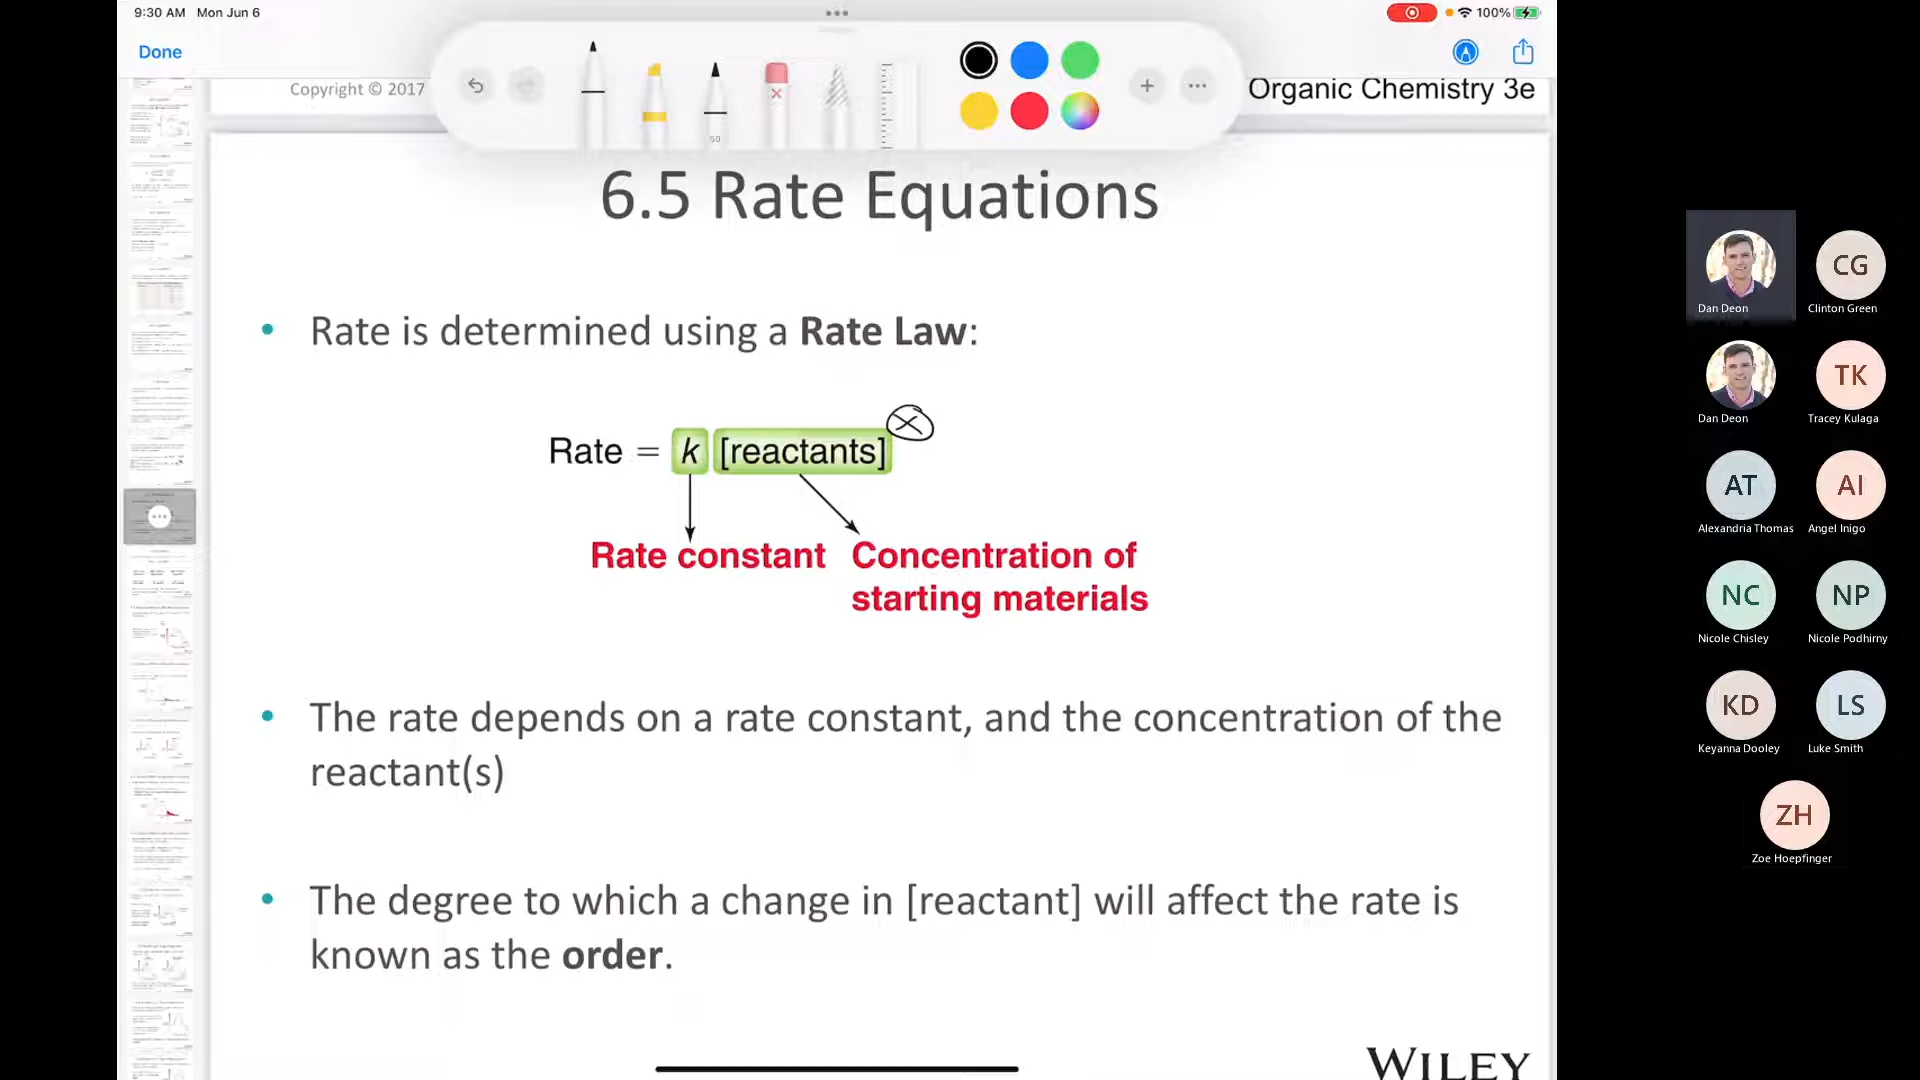 9:30 AM Mon Jun 6
100%
Done
50
Copyright © 2017
Organic Chemistry 3e
6.5 Rate Equations
• Rate is determined using a Rate Law:
x
Rate = k [reactants]
Rate constant
Concentration of
starting materials
• The rate depends on a rate constant, and the concentration of the
reactant(s)
• The degree to which a change in [reactant] will affect the rate is
known as the order.
WILEY
Dan Deon
CG
Clinton Green
Dan Deon
TK
Tracey Kulaga
AT
Alexandria Thomas
AI
Angel Inigo
NC
Nicole Chisley
NP
Nicole Podhirny
KD
Keyanna Dooley
LS
Luke Smith
ZH
Zoe Hoepfinger